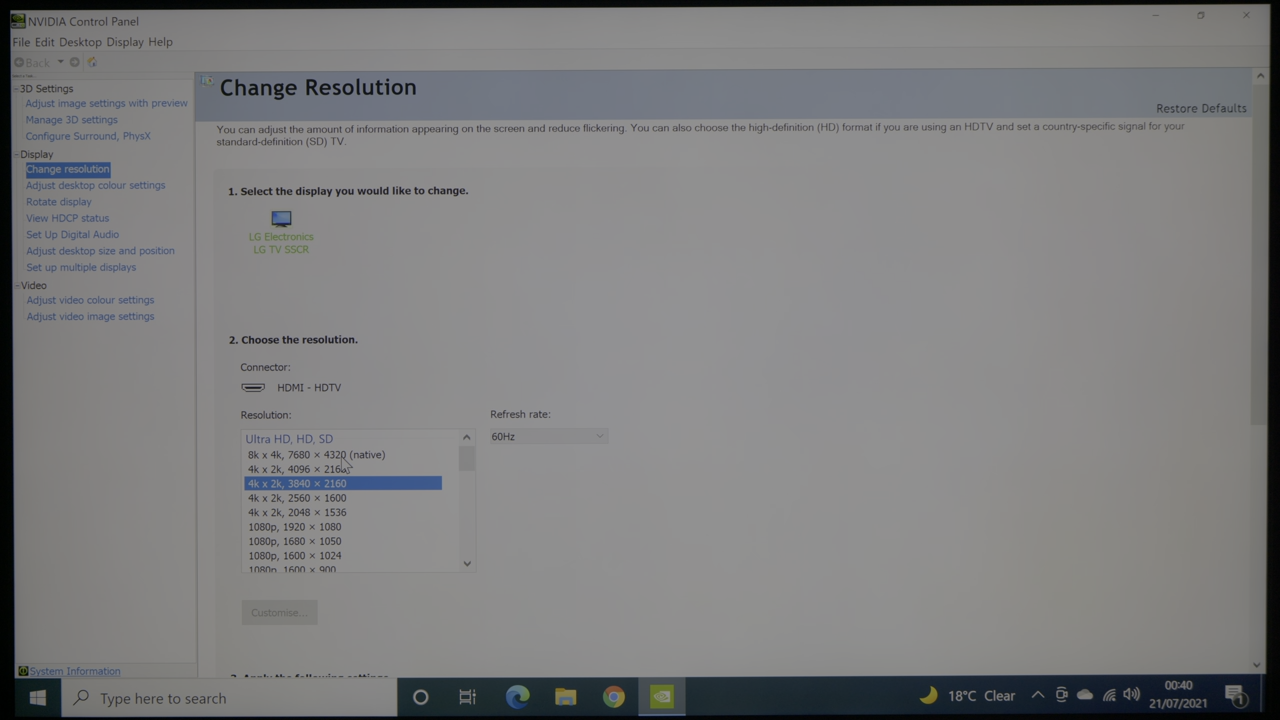 NVIDIA Control Panel
File Edit Desktop Display Help
Back
3D Settings
Adjust image settings with preview
Manage 3D settings
Configure Surround, PhysX
Display
Change resolution
Adjust desktop colour settings
Rotate display
View HDCP status
Set Up Digital Audio
Adjust desktop size and position
Set up multiple displays
Video
Adjust video colour settings
Adjust video image settings
System Information
Change Resolution
Restore Defaults
You can adjust the amount of information appearing on the screen and reduce flickering. You can also choose the high-definition (HD) format if you are using an HDTV and set a country-specific signal for your
standard-definition (SD) TV.
1. Select the display you would like to change.
LG Electronics
LG TV SSCR
2. Choose the resolution.
Connector:
HDMI - HDTV
Resolution:
Refresh rate:
60Hz
Ultra HD, HD, SD
8k x 4k, 7680 × 4320 (native)
4k x 2k, 4096 × 2160
4k x 2k, 3840 × 2160
4k x 2k, 2560 × 1600
4k x 2k, 2048 × 1536
1080p, 1920 × 1080
1080p, 1680 × 1050
1080p, 1600 × 1024
1080p, 1600 × 900
Customise...
3. Apply the following settings.
Type here to search
18°C Clear
00:40
21/07/2021
1